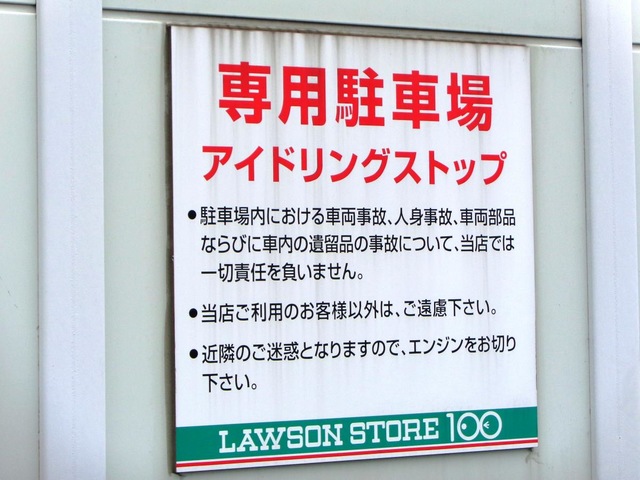 専用駐車場
アイドリングストップ
●駐車場内における車両事故、人身事故、車両部品
ならびに車内の遺留品の事故について、当店では
一切責任を負いません。
●当店ご利用のお客様以外は、ご遠慮下さい。
●近隣のご迷惑となりますので、エンジンをお切り
下さい。
LAWSON STORE 100